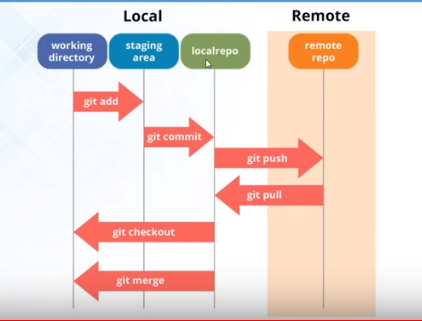 Local
Remote
working
directory
staging
area
localrepo
remote
repo
git add
git commit
git push
git pull
git checkout
git merge